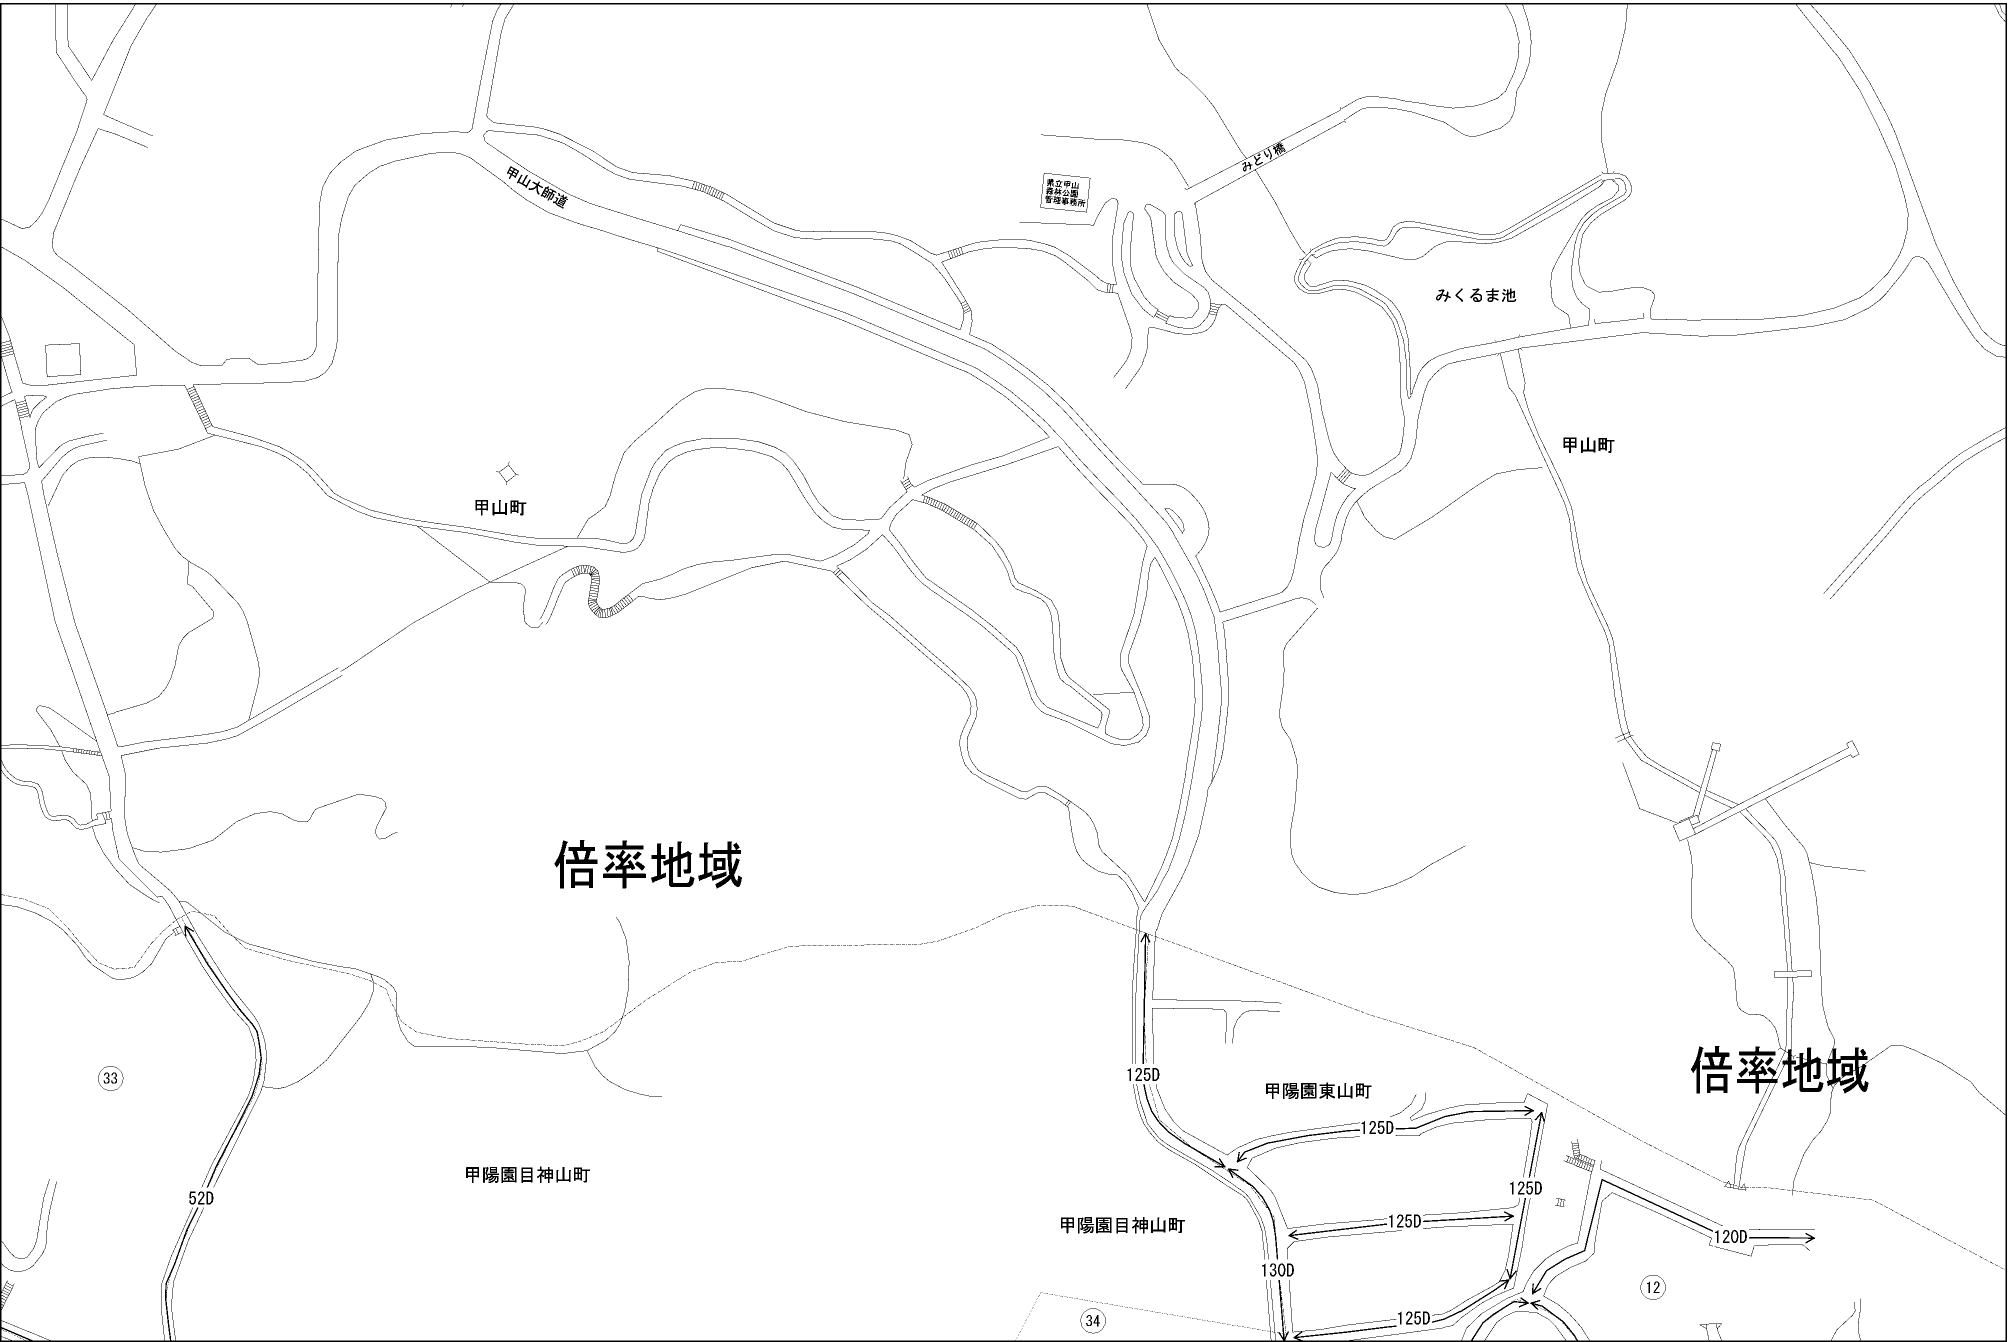 みどり橋
甲山大師道
県立甲山
森林公園
管理事務所
みくるま池
甲山町
甲山町
倍率地域
倍率地域
33
125D
甲陽園東山町
125D
甲陽園目神山町
52D
125D
甲陽園目神山町
125D
120D
130D
12
34
125D